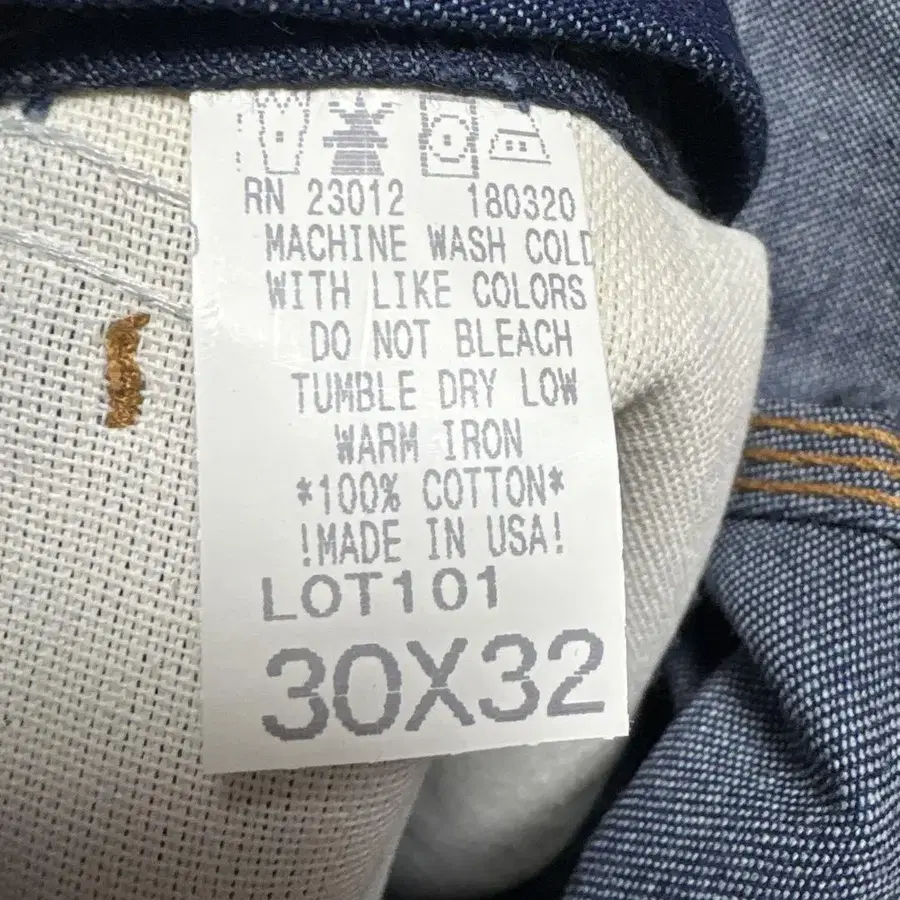 RN 23012 180320
MACHINE WASH COLD
WITH LIKE COLORS
DO NOT BLEACH
TUMBLE DRY LOW
WARM IRON
*100% COTTON*
!MADE IN USA!
LOT101
30X32